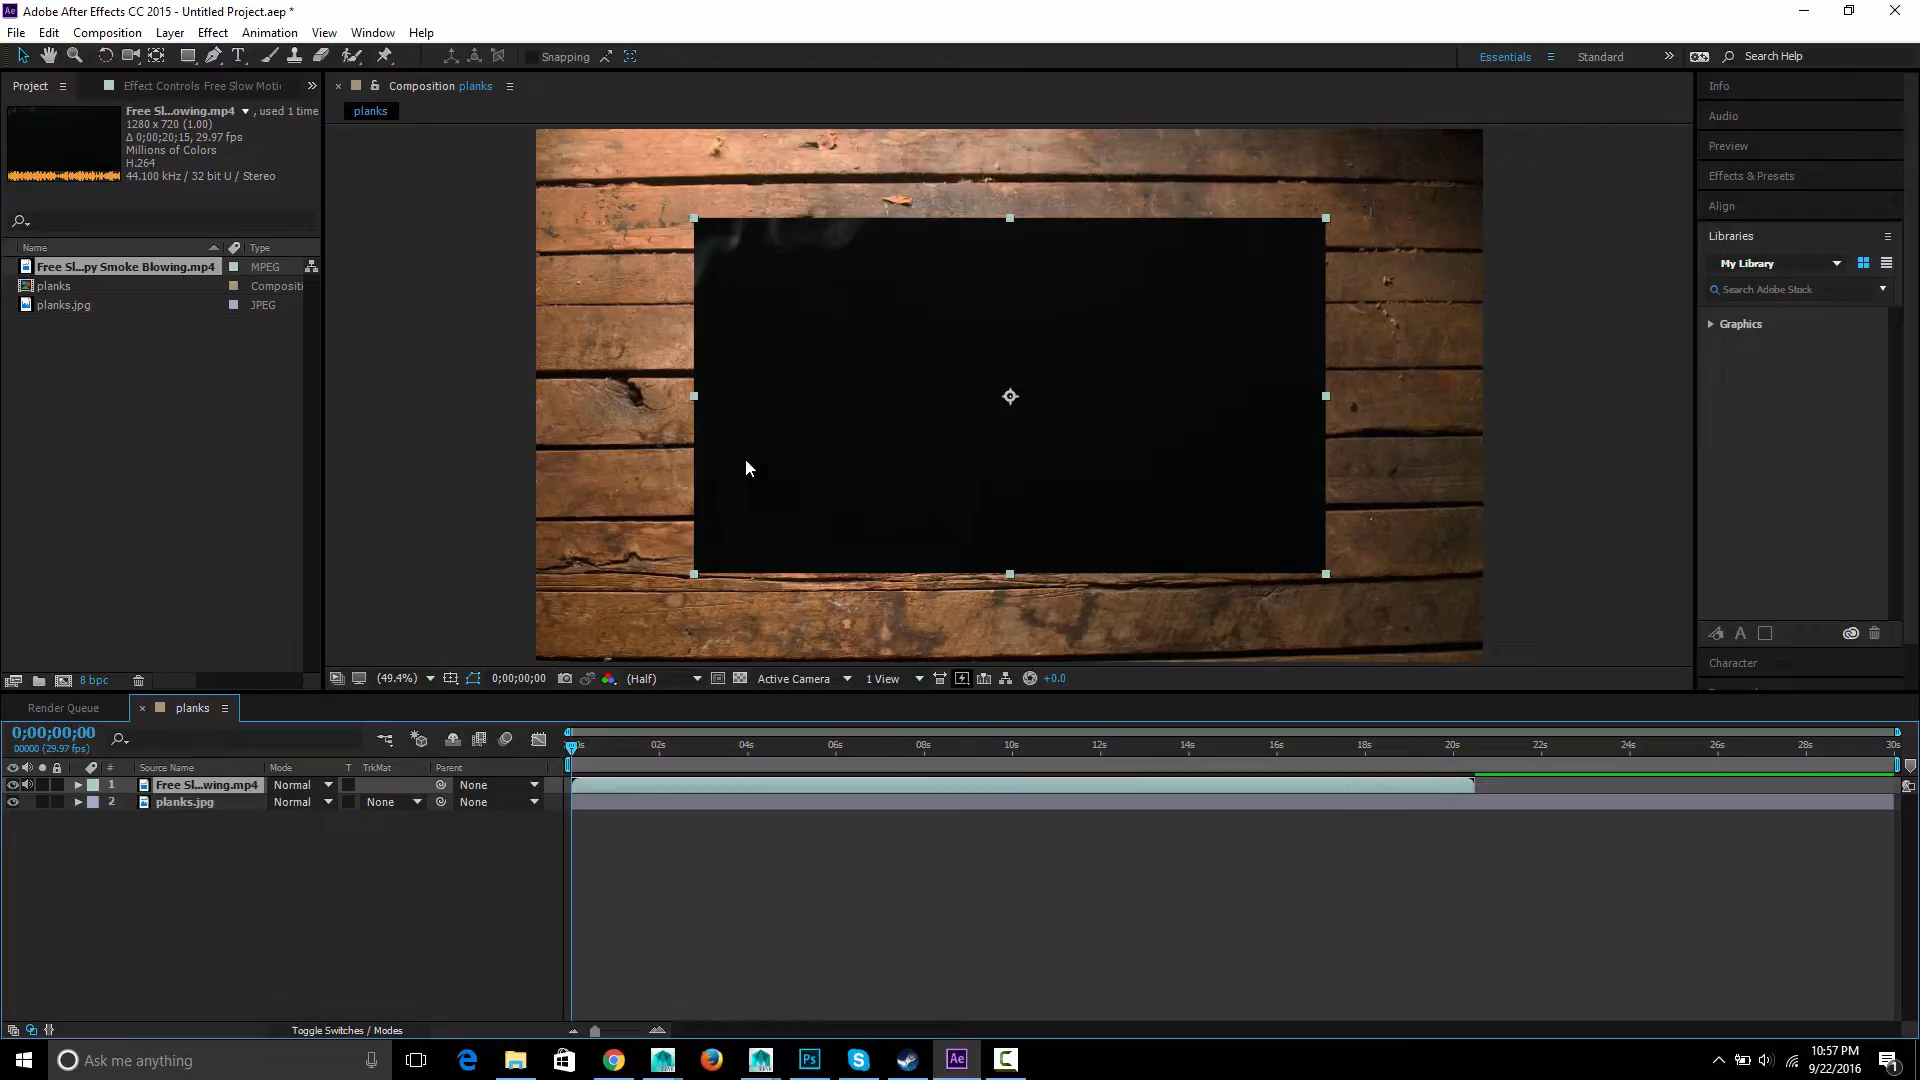 Ae Adobe After Effects CC 2015 - Untitled Project.aep *
File Edit Composition Layer Effect Animation View Window Help
T Snapping Essentials Standard Search Help
Project Effect Controls Free Slow Moti
Composition planks
Info
planks
Free Sl...owing.mp4 , used 1 time
1280 x 720 (1.00)
Δ 0;00;20;15, 29.97 fps
Millions of Colors
H.264
44.100 kHz / 32 bit U / Stereo
Audio
Preview
Effects & Presets
Align
Libraries
My Library
Search Adobe Stock
Graphics
Character
Name Type
Free Sl...py Smoke Blowing.mp4 MPEG
planks Compositi
planks.jpg JPEG
8 bpc
(49.4%) 0;00;00;00 (Half) Active Camera 1 View +0.0
Render Queue planks
0;00;00;00
00000 (29.97 fps)
02s 04s 06s 08s 10s 12s 14s 16s 18s 20s 22s 24s 26s 28s 30s
# Source Name Mode T TrkMat Parent
1 Free Sl...wing.mp4 Normal None
2 planks.jpg Normal None None
Toggle Switches / Modes
Ask me anything
Ps Ae
10:57 PM
9/22/2016
1